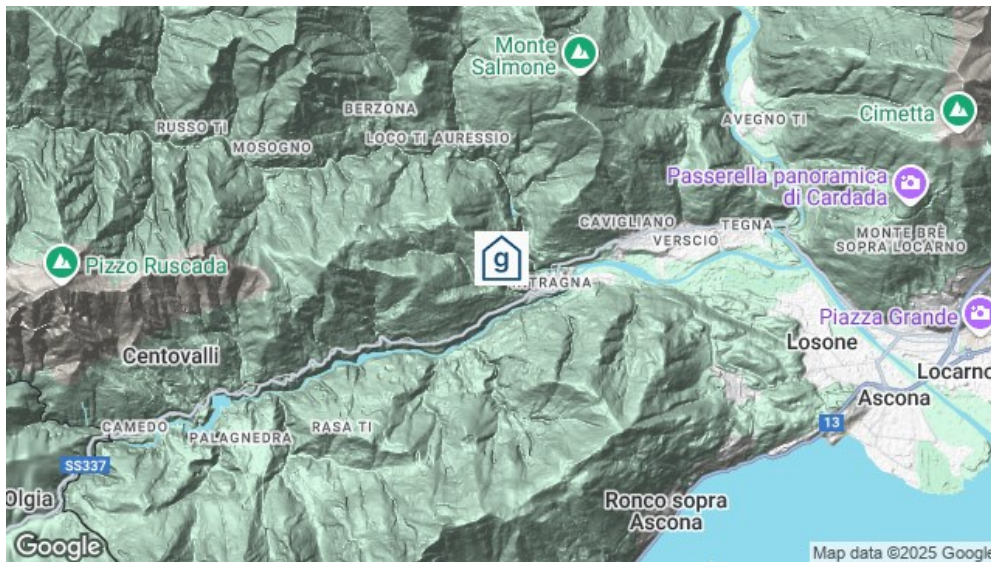 Monte
Salmone
BERZONA
Cimetta
RUSSO TI
AVEGNO TI
MOSOGNO
LOCO TI AURESSIO
Passerella panoramica
di Cardada
CAVIGLIANO
TEGNA
VERSCIO
MONTE BRÈ
SOPRA LOCARNO
g
Pizzo Ruscada
TRAGNA
Piazza Grande
Losone
Centovalli
Locarno
Ascona
13
CAMEDO
PALAGNEDRA
RASA TI
SS337
Olgia
Ronco sopra
Ascona
Google
Map data ©2025 Google